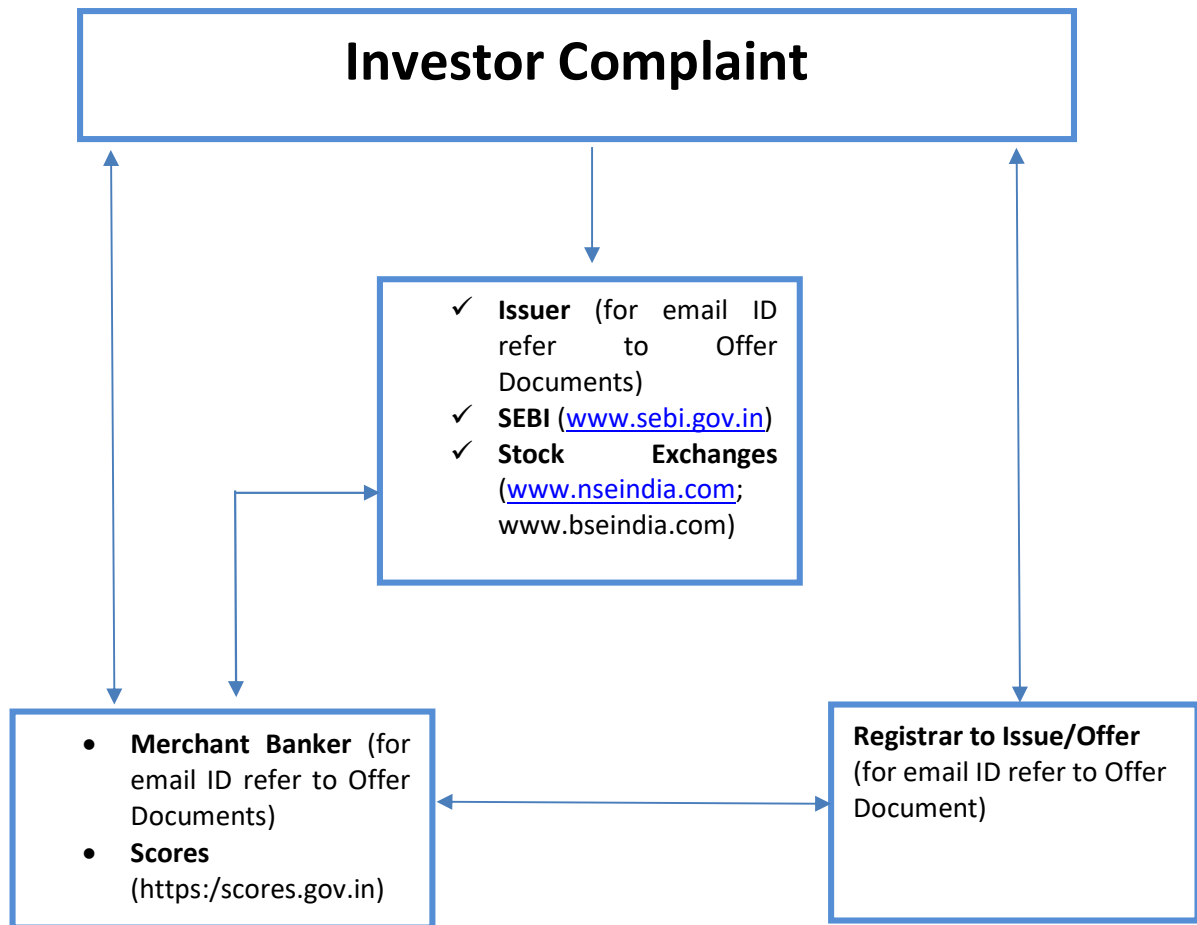 Investor Complaint
✓ Issuer (for email ID
refer to Offer
Documents)
✓ SEBI (www.sebi.gov.in)
✓ Stock Exchanges
(www.nseindia.com;
www.bseindia.com)
• Merchant Banker (for
email ID refer to Offer
Documents)
• Scores
(https:/scores.gov.in)
Registrar to Issue/Offer
(for email ID refer to Offer
Document)